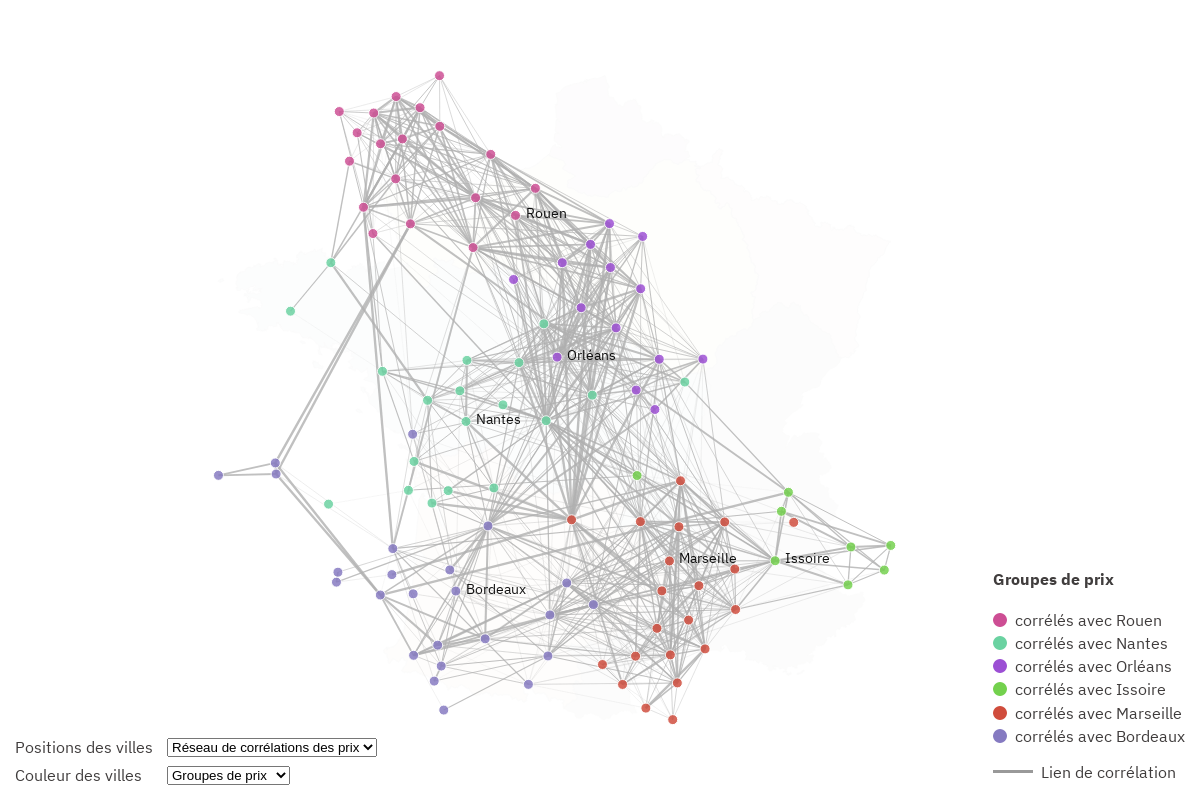 Rouen
Orléans
Nantes
Marseille
Issoire
Bordeaux
Groupes de prix
corrélés avec Rouen
corrélés avec Nantes
corrélés avec Orléans
corrélés avec Issoire
corrélés avec Marseille
corrélés avec Bordeaux
Lien de corrélation
Positions des villes Réseau de corrélations des prix
Couleur des villes Groupes de prix